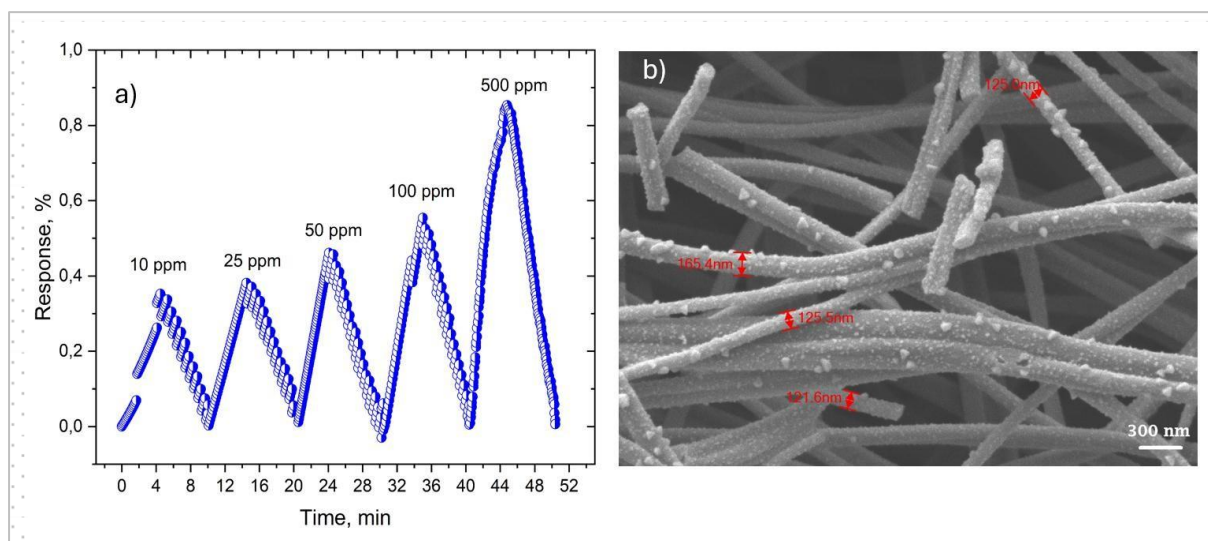 a)
1,0
0,8
0,6
0,4
0,2
0,0
Response, %
10 ppm
25 ppm
50 ppm
100 ppm
500 ppm
0 4 8 12 16 20 24 28 32 36 40 44 48 52
Time, min
b)
125.0nm
165.4nm
125.5nm
121.6nm
300 nm